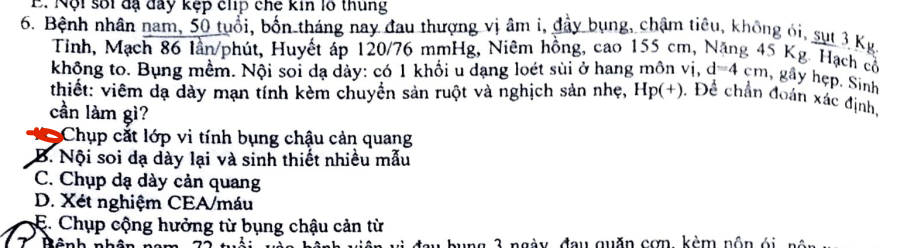 E. Nội soi dạ dày kẹp clip che kín lỗ thủng
6. Bệnh nhân nam, 50 tuổi, bốn tháng nay đau thượng vị âm ỉ, đầy bụng, chậm tiêu, không ói, sụt 3 Kg.
Tỉnh, Mạch 86 lần/phút, Huyết áp 120/76 mmHg, Niêm hồng, cao 155 cm, Nặng 45 Kg. Hạch cổ
không to. Bụng mềm. Nội soi dạ dày: có 1 khối u dạng loét sùi ở hang môn vị, d=4 cm, gây hẹp. Sinh
thiết: viêm dạ dày mạn tính kèm chuyển sản ruột và nghịch sản nhẹ, Hp(+). Để chẩn đoán xác định,
cần làm gì?
Chụp cắt lớp vi tính bụng chậu cản quang
B. Nội soi dạ dày lại và sinh thiết nhiều mẫu
C. Chụp dạ dày cản quang
D. Xét nghiệm CEA/máu
E. Chụp cộng hưởng từ bụng chậu cản từ
7. Bệnh nhân nam, 72 tuổi, vào bệnh viện vì đau bụng 3 ngày, đau quặn cơn, kèm nôn ói, nôn